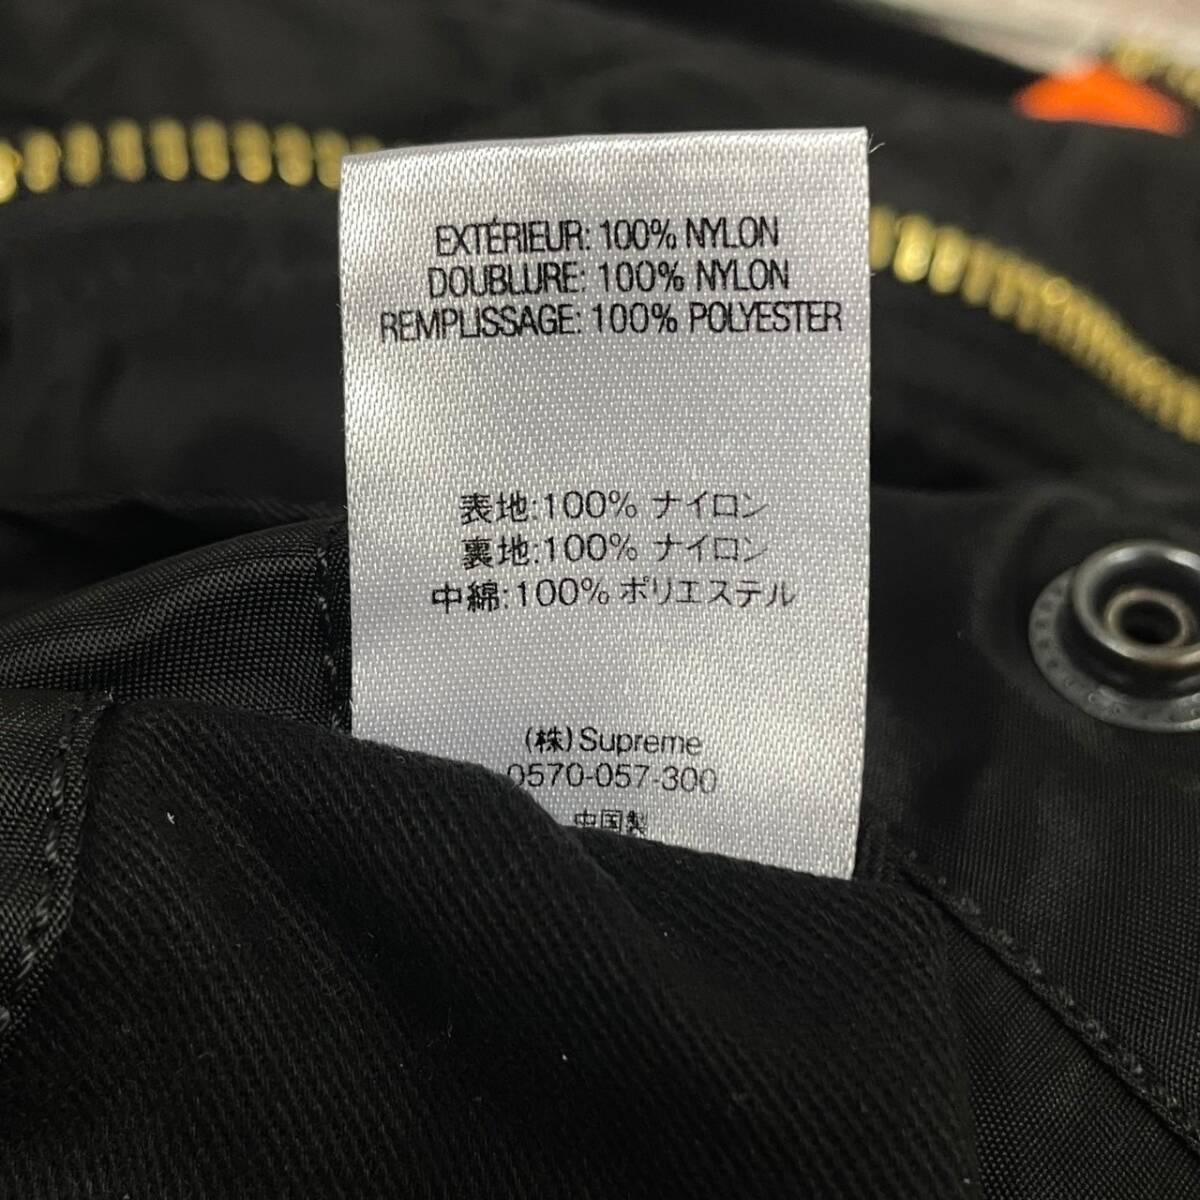 EXTÉRIEUR: 100% NYLON
DOUBLURE: 100% NYLON
REMPLISSAGE: 100% POLYESTER
表地:100% ナイロン
裏地:100% ナイロン
中綿:100% ポリエステル
(株)Supreme
0570-057-300
中国製